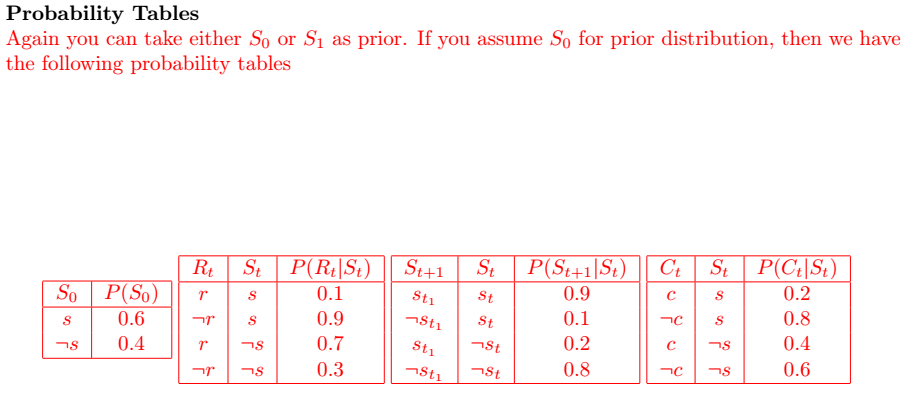 Probability Tables
Again you can take either S₀ or S₁ as prior. If you assume S₀ for prior distribution, then we have
the following probability tables
S₀ P(S₀)
s 0.6
¬s 0.4
Rₜ Sₜ P(Rₜ|Sₜ)
r s 0.1
¬r s 0.9
r ¬s 0.7
¬r ¬s 0.3
Sₜ₊₁ Sₜ P(Sₜ₊₁|Sₜ)
sₜ₁ sₜ 0.9
¬sₜ₁ sₜ 0.1
sₜ₁ ¬sₜ 0.2
¬sₜ₁ ¬sₜ 0.8
Cₜ Sₜ P(Cₜ|Sₜ)
c s 0.2
¬c s 0.8
c ¬s 0.4
¬c ¬s 0.6